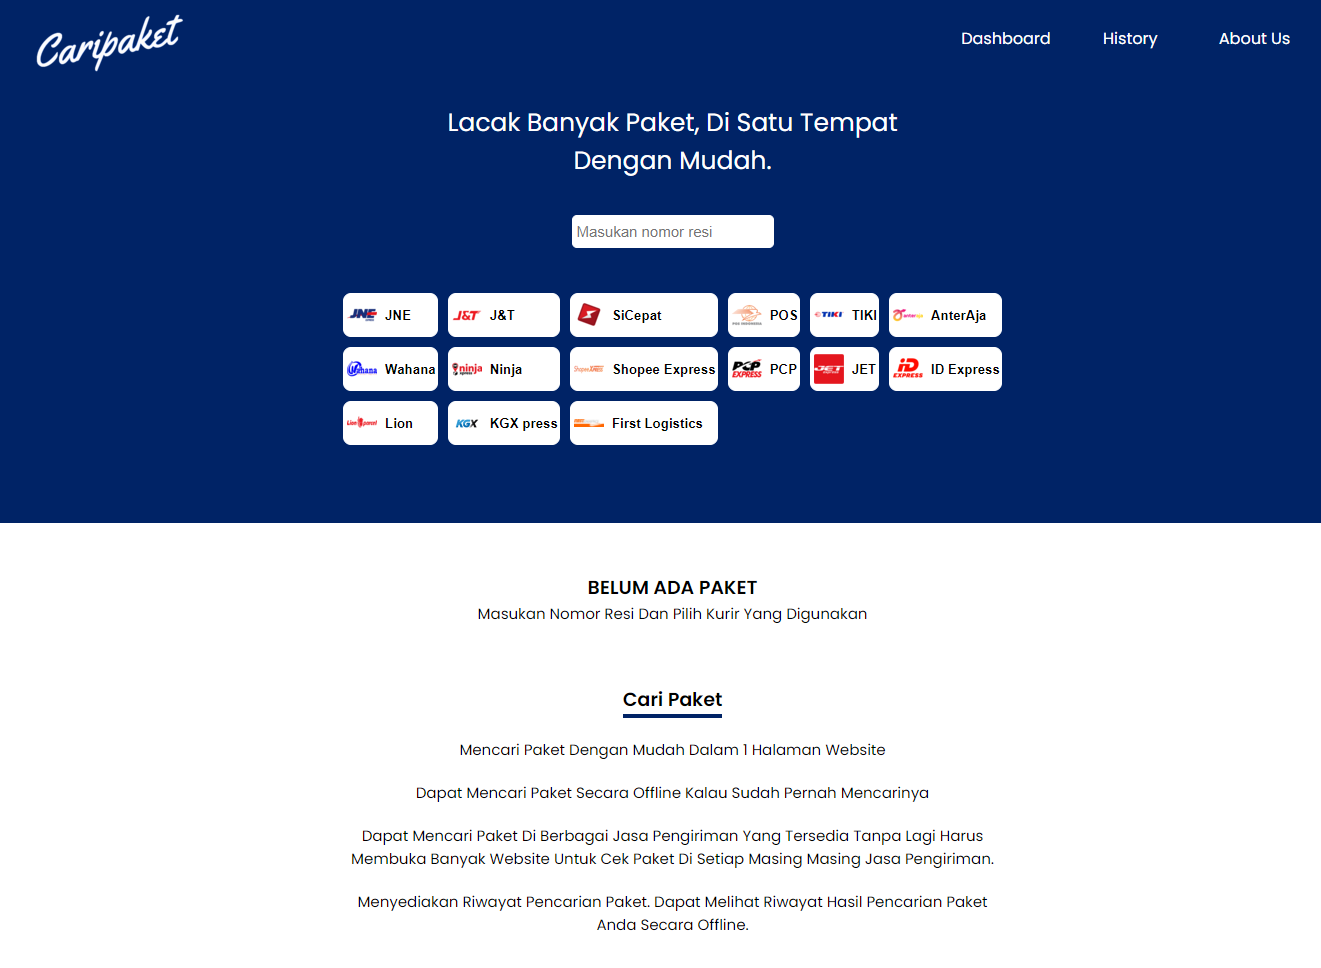 Caripaket
Dashboard History About Us
Lacak Banyak Paket, Di Satu Tempat
Dengan Mudah.
Masukan nomor resi
JNE JNE J&T J&T SiCepat POS TIKI TIKI anteraja AnterAja
Wahana Wahana ninja Ninja Shopee Express PCP EXPRESS PCP JET JET ID EXPRESS ID Express
Lion parcel Lion KGX KGX press First Logistics
BELUM ADA PAKET
Masukan Nomor Resi Dan Pilih Kurir Yang Digunakan
Cari Paket
Mencari Paket Dengan Mudah Dalam 1 Halaman Website
Dapat Mencari Paket Secara Offline Kalau Sudah Pernah Mencarinya
Dapat Mencari Paket Di Berbagai Jasa Pengiriman Yang Tersedia Tanpa Lagi Harus
Membuka Banyak Website Untuk Cek Paket Di Setiap Masing Masing Jasa Pengiriman.
Menyediakan Riwayat Pencarian Paket. Dapat Melihat Riwayat Hasil Pencarian Paket
Anda Secara Offline.